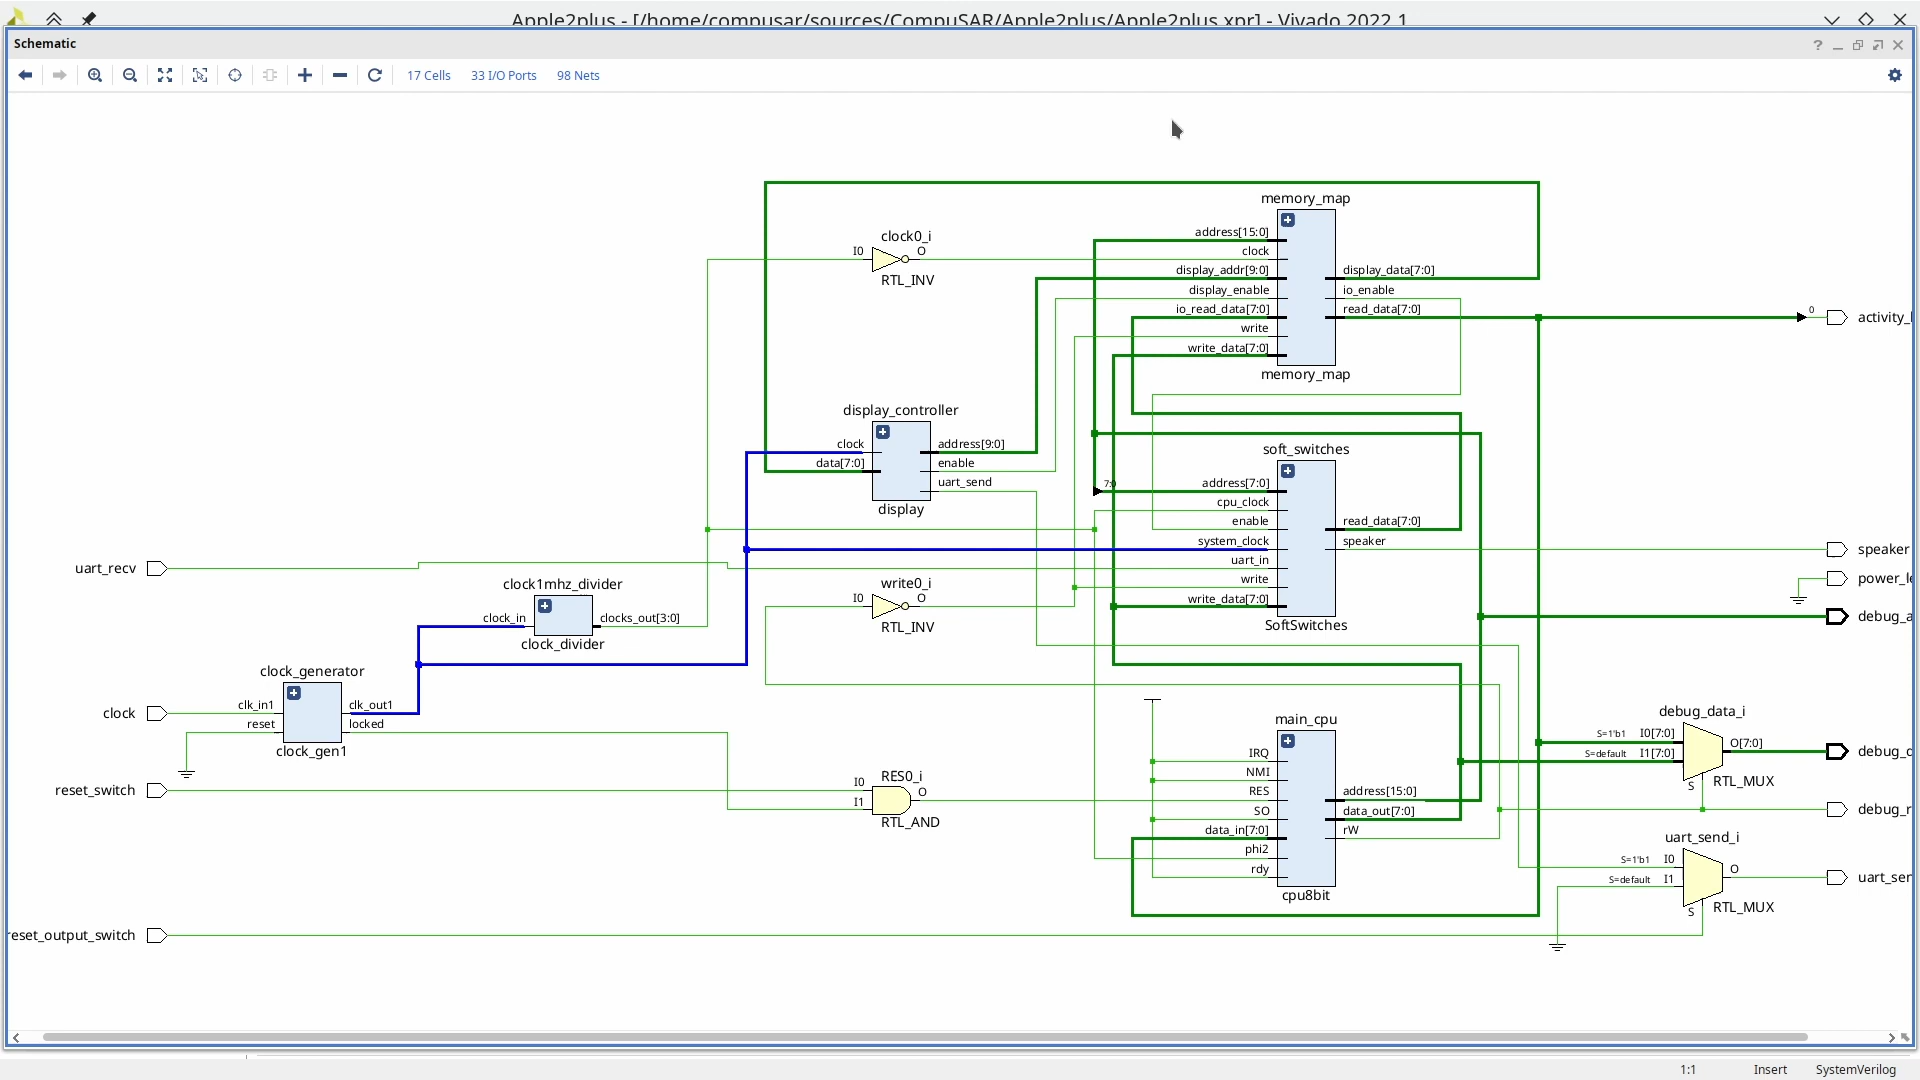 Apple2plus - [/home/compusar/sources/CompuSAR/Apple2plus/Apple2plus.xpr] - Vivado 2022.1
Schematic
17 Cells 33 I/O Ports 98 Nets
memory_map
address[15:0]
clock
display_addr[9:0]
display_enable
io_read_data[7:0]
write
write_data[7:0]
display_data[7:0]
io_enable
read_data[7:0]
memory_map
clock0_i
I0 O
RTL_INV
0
activity_
display_controller
clock
data[7:0]
address[9:0]
enable
uart_send
display
soft_switches
7:0
address[7:0]
cpu_clock
enable
system_clock
uart_in
write
write_data[7:0]
read_data[7:0]
speaker
SoftSwitches
speaker
power_le
debug_a
uart_recv
clock1mhz_divider
clock_in clocks_out[3:0]
clock_divider
write0_i
I0 O
RTL_INV
clock_generator
clk_in1
reset
clk_out1
locked
clock_gen1
clock
reset_switch
RES0_i
I0
I1
O
RTL_AND
main_cpu
IRQ
NMI
RES
SO
data_in[7:0]
phi2
rdy
address[15:0]
data_out[7:0]
rW
cpu8bit
debug_data_i
S=1'b1 I0[7:0]
S=default I1[7:0]
O[7:0]
S
RTL_MUX
debug_
debug_r
uart_send_i
S=1'b1 I0
S=default I1
O
S
RTL_MUX
uart_ser
reset_output_switch
1:1 Insert SystemVerilog